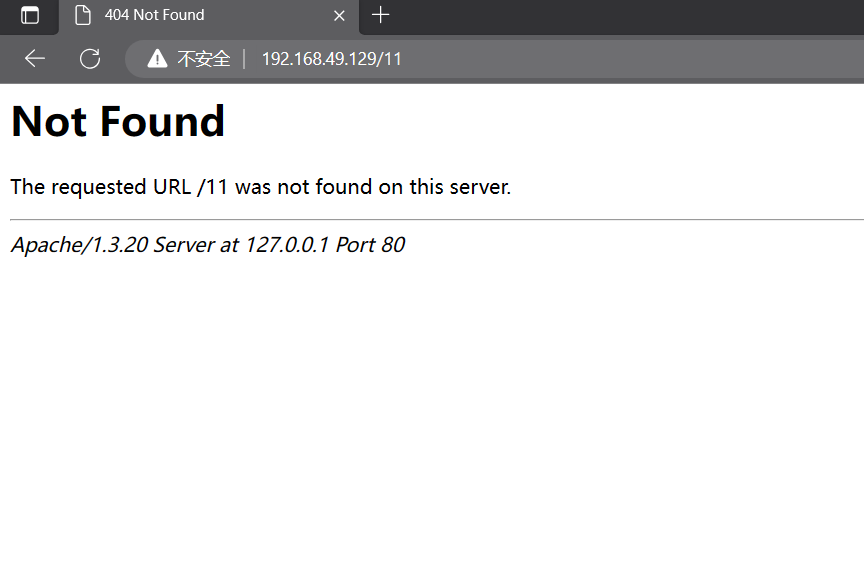 404 Not Found
不安全 192.168.49.129/11
Not Found
The requested URL /11 was not found on this server.
Apache/1.3.20 Server at 127.0.0.1 Port 80